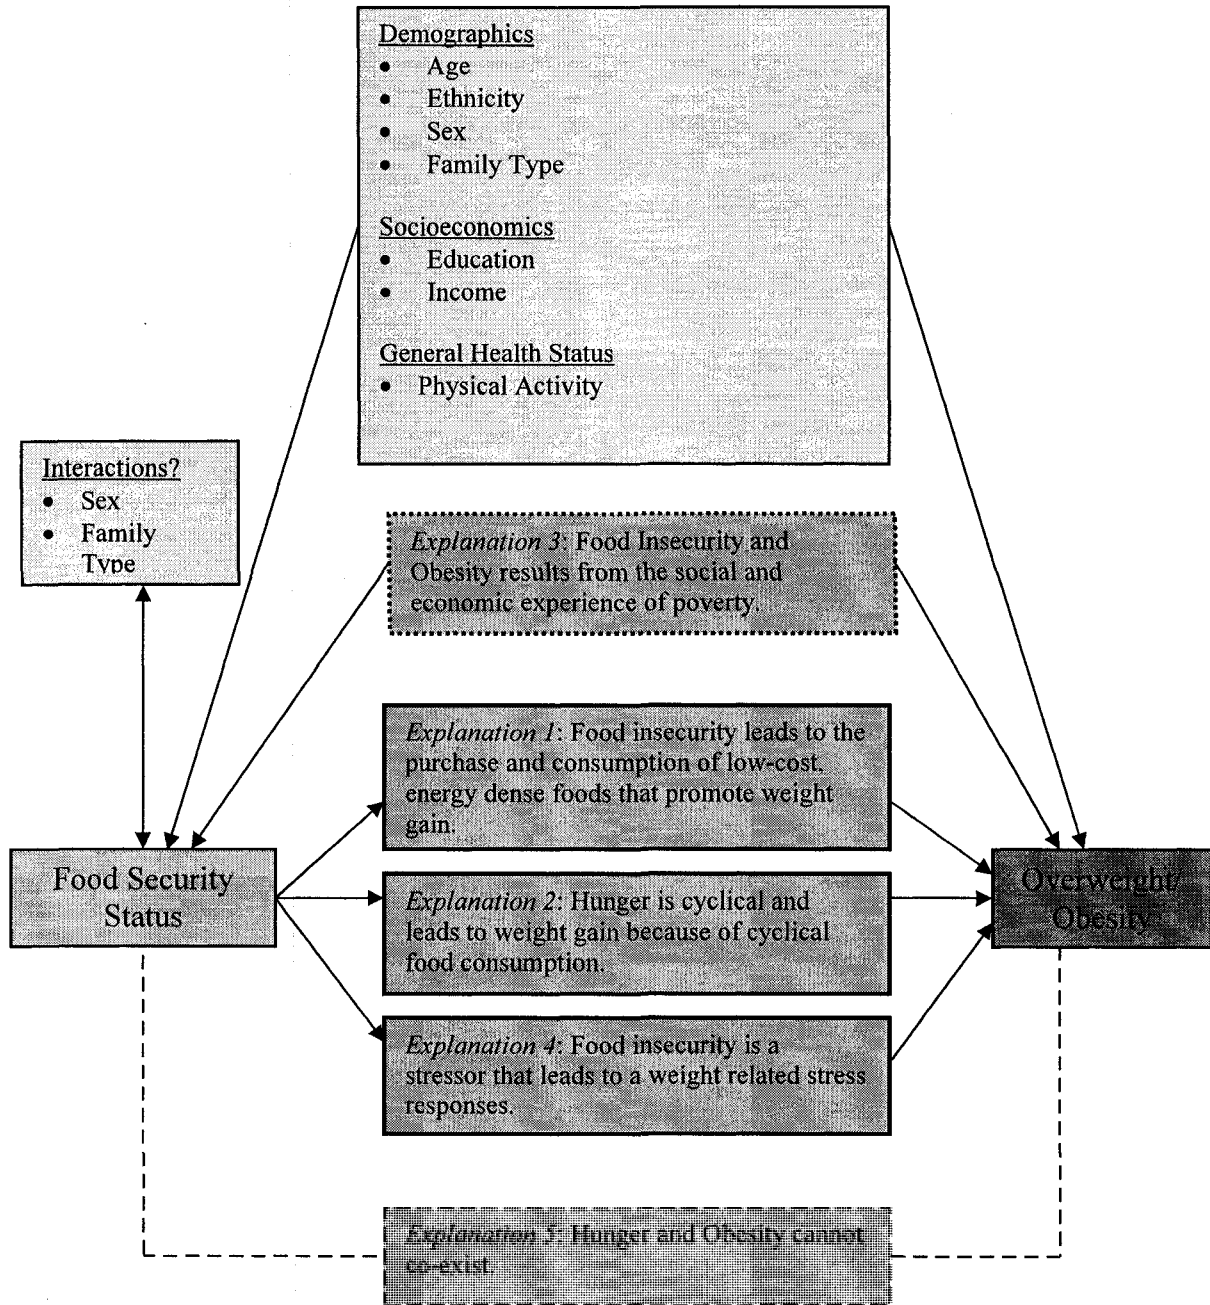 Demographics
• Age
• Ethnicity
• Sex
• Family Type
Socioeconomics
• Education
• Income
General Health Status
• Physical Activity
Interactions?
• Sex
• Family
Type
Explanation 3: Food Insecurity and
Obesity results from the social and
economic experience of poverty.
Explanation 1: Food insecurity leads to the
purchase and consumption of low-cost,
energy dense foods that promote weight
gain.
Food Security
Status
Explanation 2: Hunger is cyclical and
leads to weight gain because of cyclical
food consumption.
Overweight/
Obesity
Explanation 4: Food insecurity is a
stressor that leads to a weight related stress
responses.
Explanation 5: Hunger and Obesity cannot
co-exist.